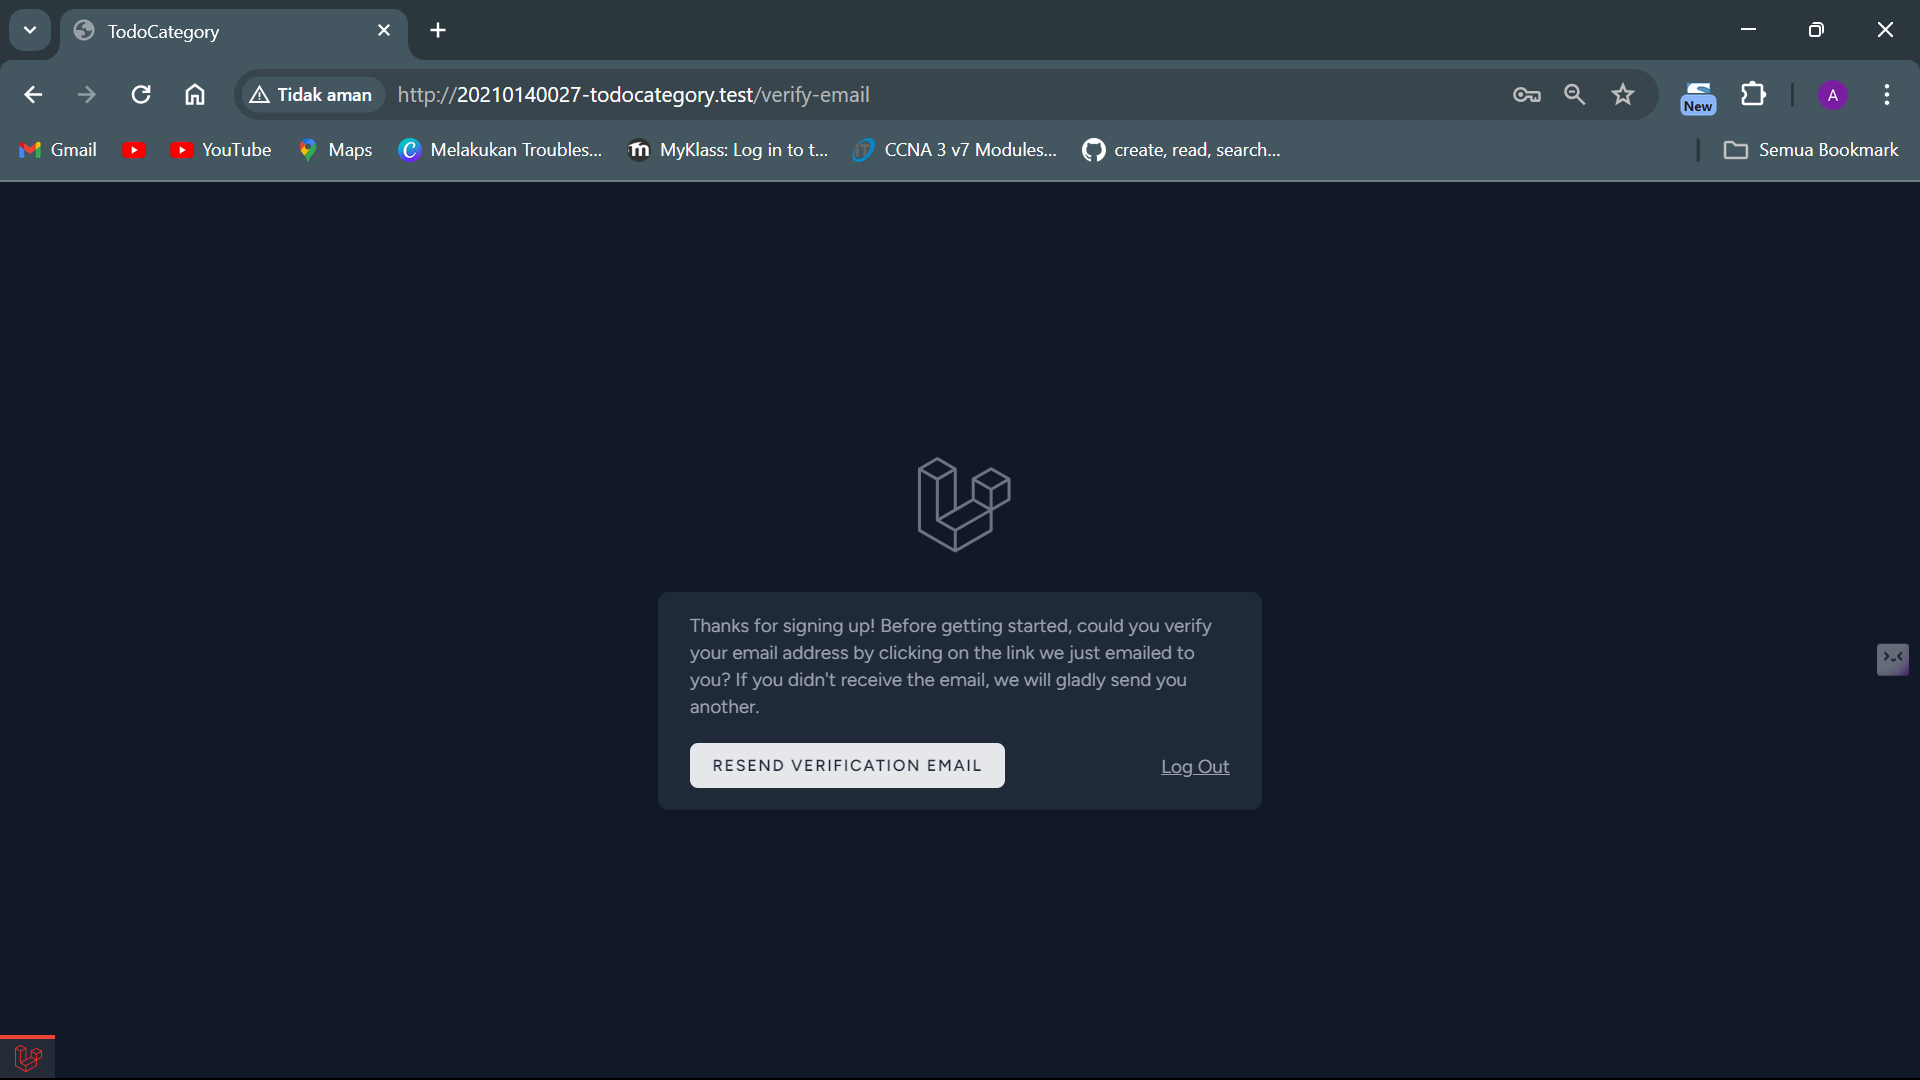 TodoCategory
Tidak aman
http://20210140027-todocategory.test/verify-email
New
A
Gmail
YouTube
Maps
Melakukan Troubles...
MyKlass: Log in to t...
CCNA 3 v7 Modules...
create, read, search...
Semua Bookmark
Thanks for signing up! Before getting started, could you verify
your email address by clicking on the link we just emailed to
you? If you didn't receive the email, we will gladly send you
another.
RESEND VERIFICATION EMAIL
Log Out